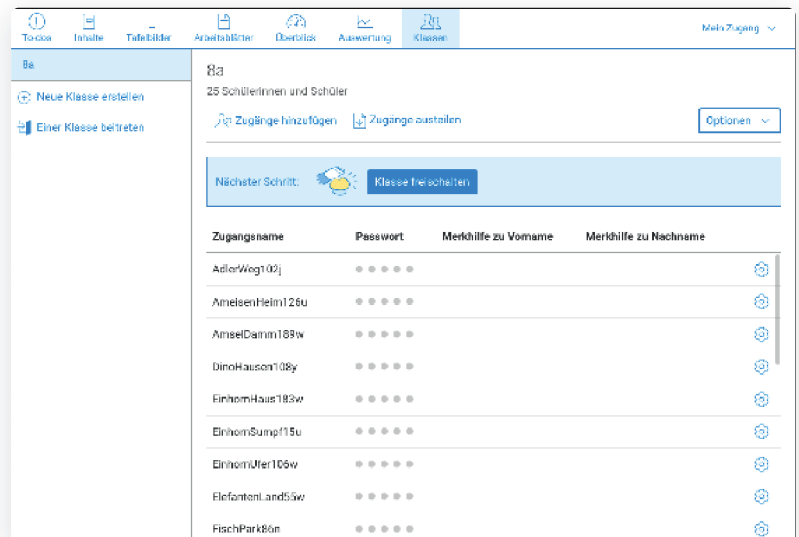 To-dos Inhalte Tafelbilder Arbeitsblätter Überblick Auswertung Klassen Mein Zugang
8a
Neue Klasse erstellen
Einer Klasse beitreten
8a
25 Schülerinnen und Schüler
Zugänge hinzufügen Zugänge austeilen Optionen
Nächster Schritt: Klasse freischalten
Zugangsname Passwort Merkhilfe zu Vorname Merkhilfe zu Nachname
AdlerWeg102j
AmeisenHeim126u
AmselDamm189w
DinoHausen108y
EinhornHaus183w
EinhornSumpf15u
EinhornUfer106w
ElefantenLand55w
FischPark86n